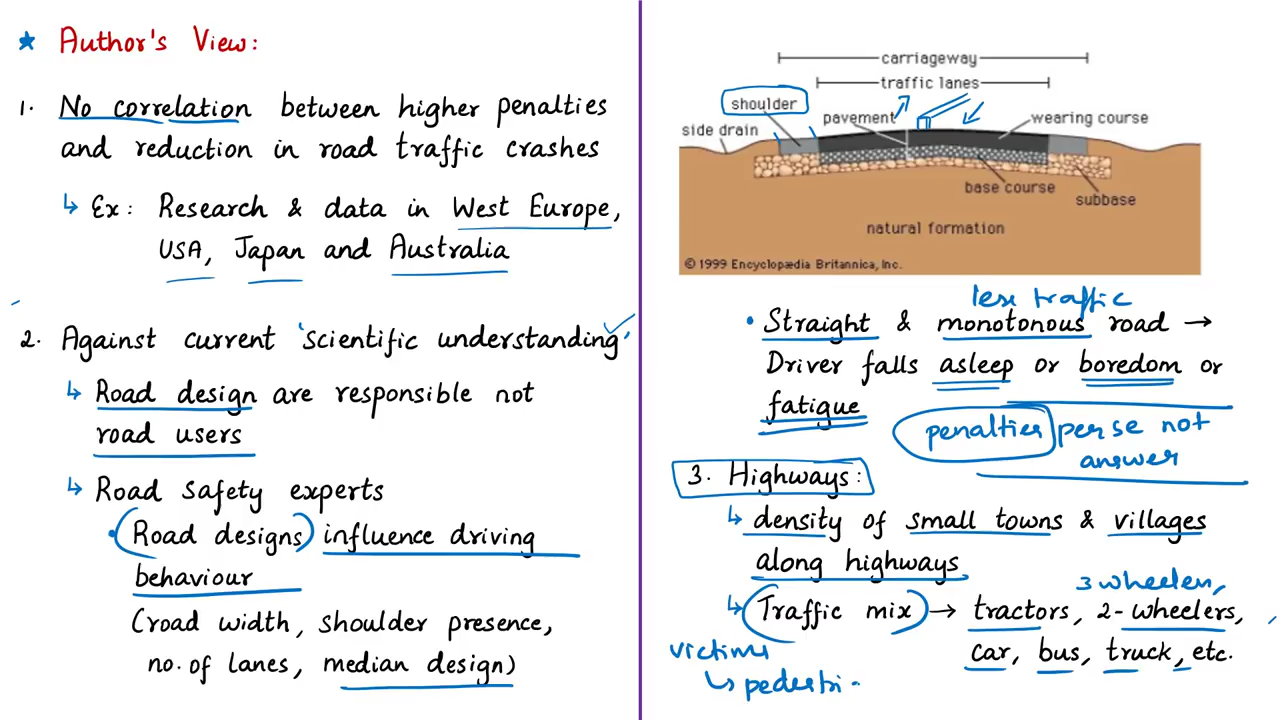 ★ Author's View:
1. No correlation between higher penalties
and reduction in road traffic crashes
↳ Ex: Research & data in West Europe,
USA, Japan and Australia
2. Against current 'scientific understanding'
↳ Road design are responsible not
road users
↳ Road safety experts
• (Road designs) influence driving
behaviour
(road width, shoulder presence,
no. of lanes, median design)
carriageway
traffic lanes
shoulder
pavement
wearing course
side drain
base course
subbase
natural formation
© 1999 Encyclopædia Britannica, Inc.
less traffic
• Straight & monotonous road →
Driver falls asleep or boredom or
fatigue
penalties per se not
answer
3. Highways:
↳ density of small towns & villages
along highways
3 wheelers,
↳ (Traffic mix) → tractors, 2-wheelers,
car, bus, truck, etc.
victims
↳ pedestri